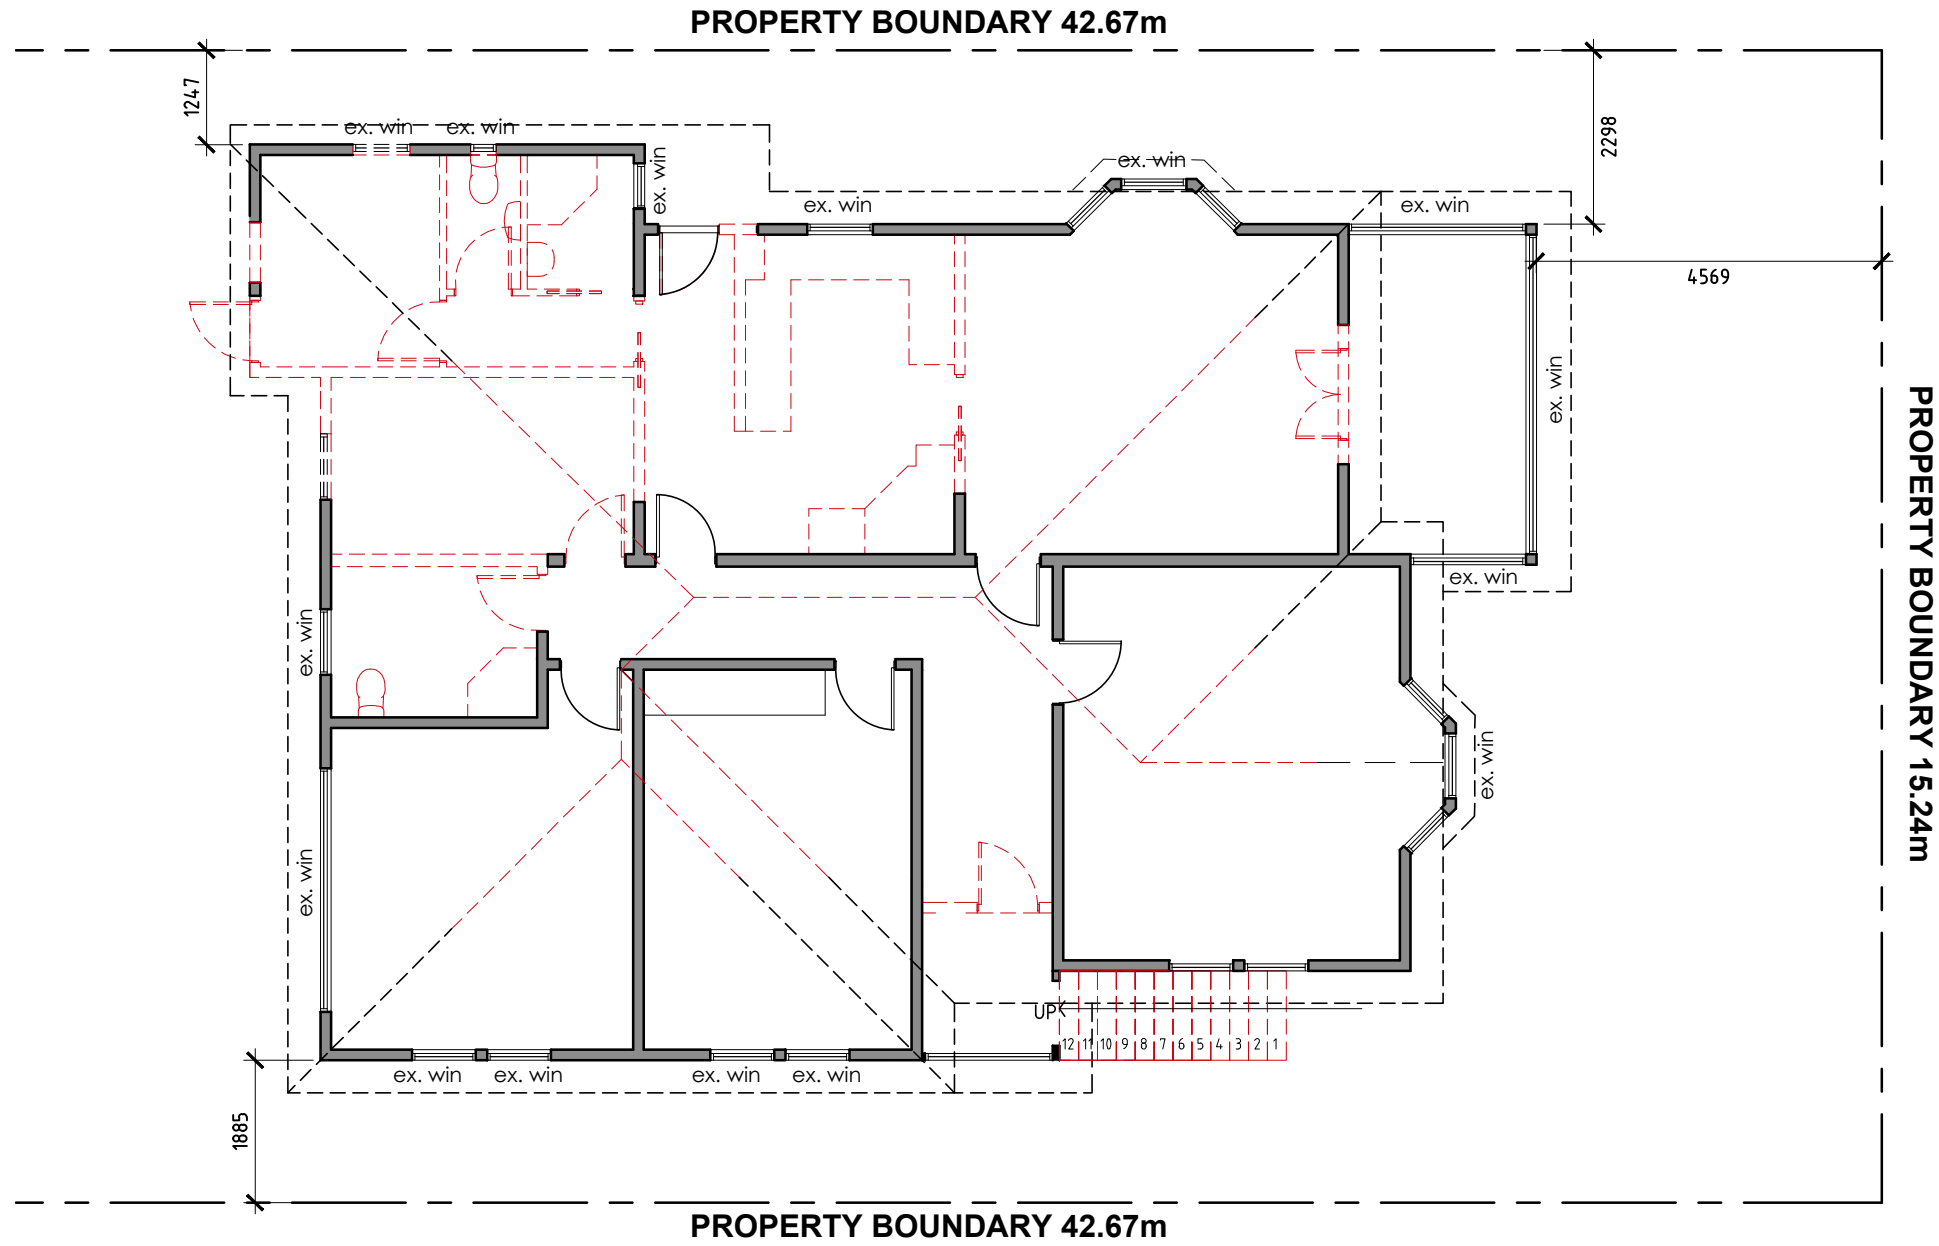 PROPERTY BOUNDARY 42.67m
1247
2298
ex. win
ex. win
ex. win
ex. win
ex. win
ex. win
4569
ex. win
PROPERTY BOUNDARY 15.24m
ex. win
ex. win
ex. win
ex. win
UP
12 11 10 9 8 7 6 5 4 3 2 1
ex. win
ex. win
ex. win
ex. win
1885
PROPERTY BOUNDARY 42.67m